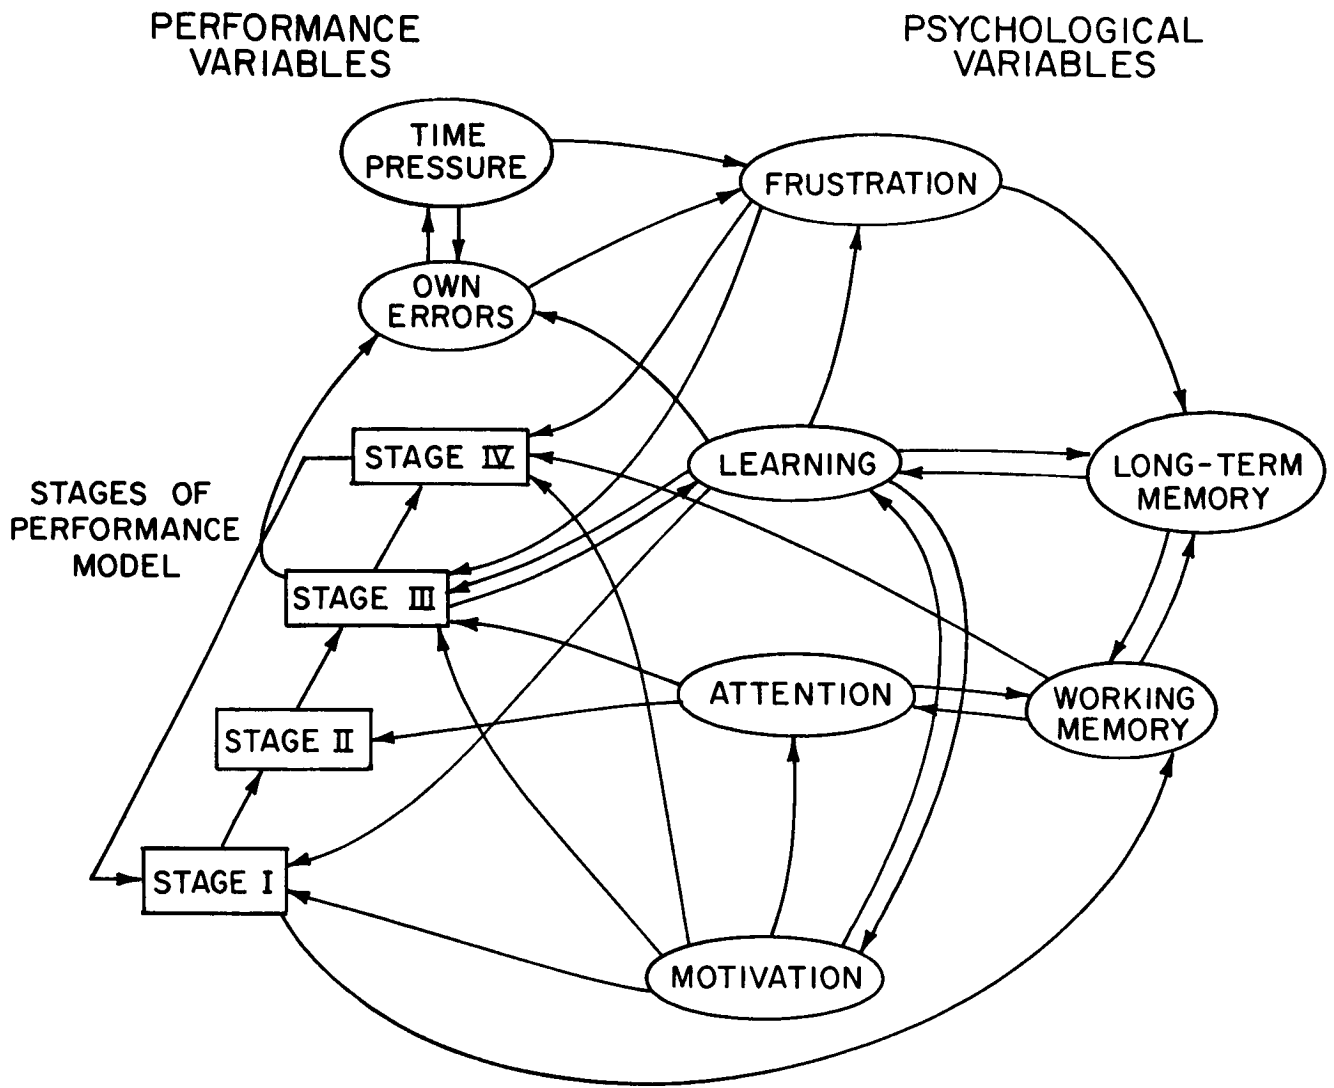 PERFORMANCE
VARIABLES
PSYCHOLOGICAL
VARIABLES
TIME
PRESSURE
FRUSTRATION
OWN
ERRORS
STAGE IV
LEARNING
LONG-TERM
MEMORY
STAGES OF
PERFORMANCE
MODEL
STAGE III
ATTENTION
WORKING
MEMORY
STAGE II
STAGE I
MOTIVATION